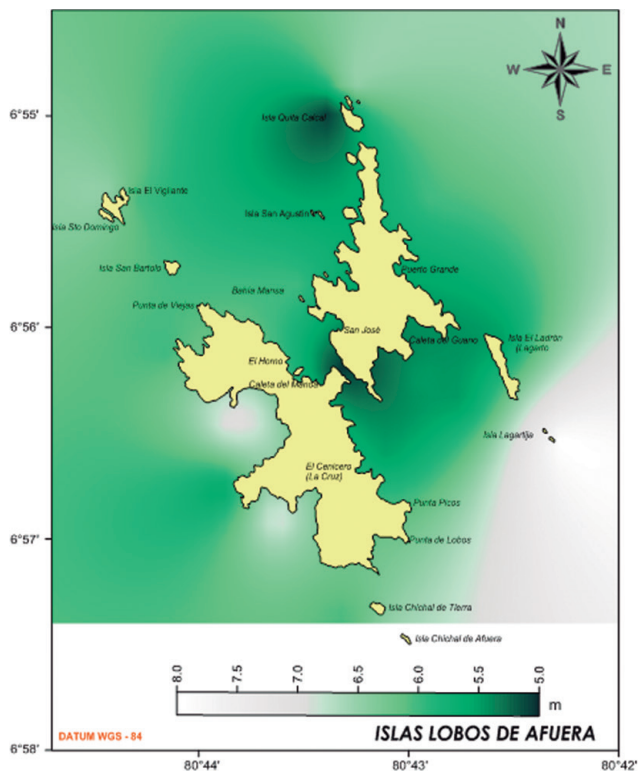 N
W E
S
6°55'
Isla Quita Calcal
Isla El Vigilante
Isla San Agustin
Isla Sto Domingo
Isla San Bartolo
Puerto Grande
Bahía Mansa
Punta de Viejas
6°56'
San José
Caleta del Guano
Isla El Ladrón
(Lagarto
El Horno
Caleta del Mansa
Isla Lagartija
El Cenicero
(La Cruz)
Punta Picos
6°57'
Punta de Lobos
Isla Chichal de Tierra
Isla Chichal de Afuera
8.0 7.5 7.0 6.5 6.0 5.5 5.0
m
DATUM WGS - 84
ISLAS LOBOS DE AFUERA
6°58'
80°44' 80°43' 80°42'